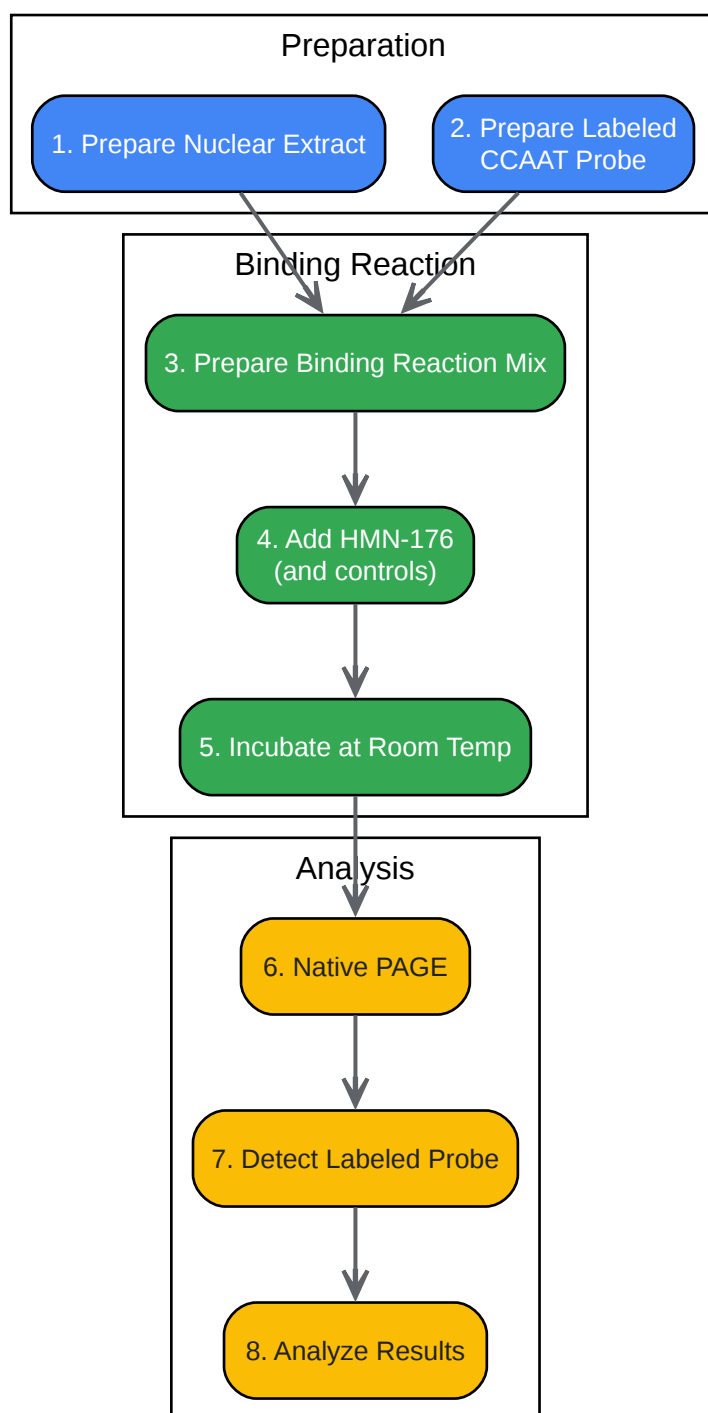 Preparation
1. Prepare Nuclear Extract
2. Prepare Labeled
CCAAT Probe
Binding Reaction
3. Prepare Binding Reaction Mix
4. Add HMN-176
(and controls)
5. Incubate at Room Temp
Analysis
6. Native PAGE
7. Detect Labeled Probe
8. Analyze Results